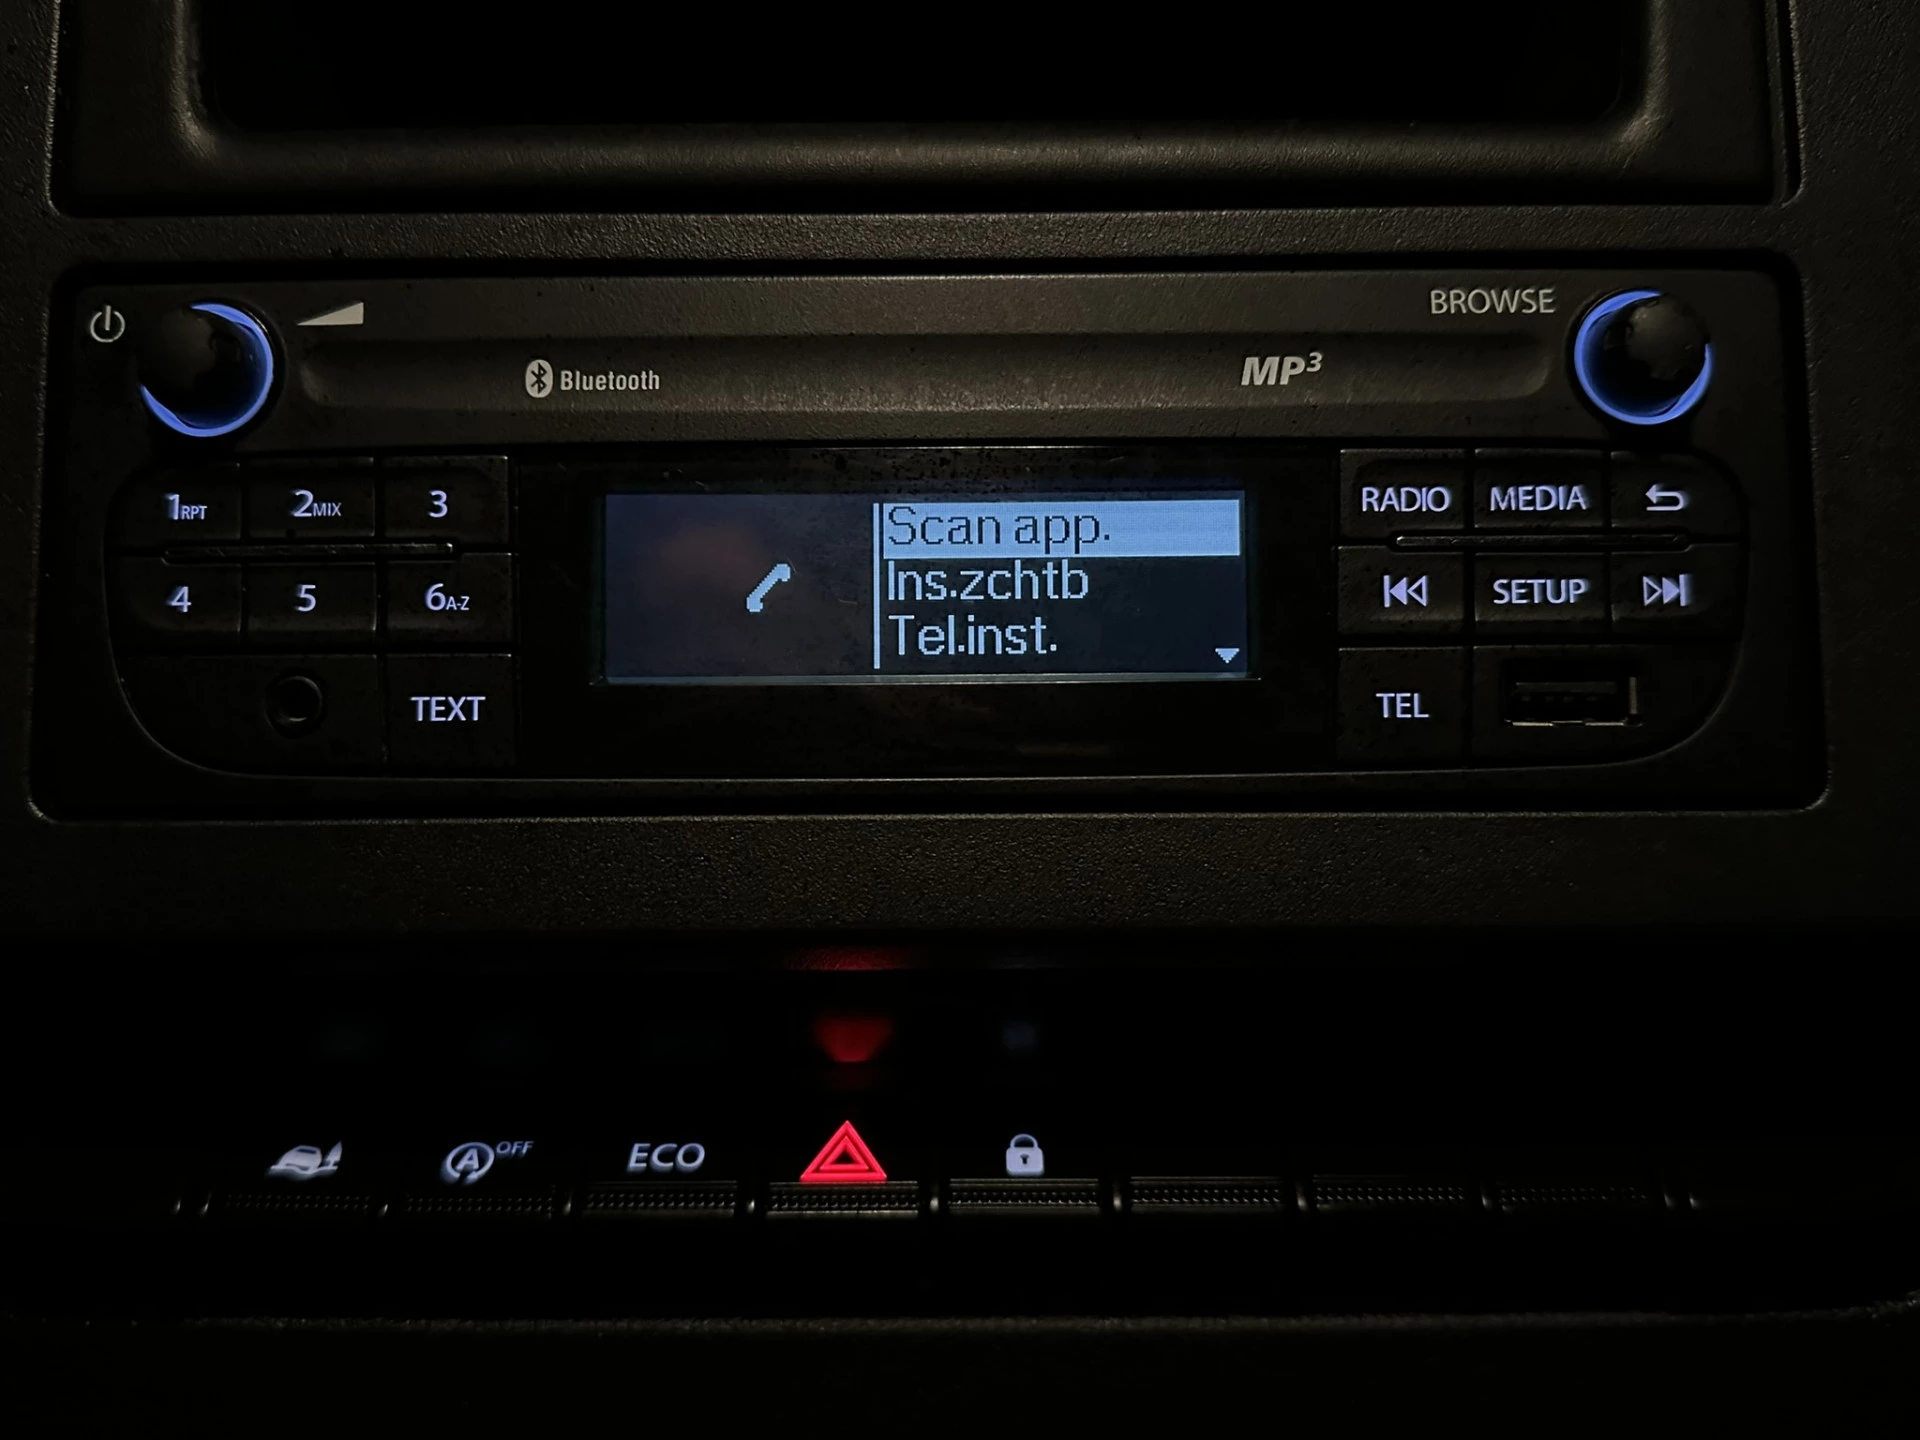 BROWSE
Bluetooth
MP3
1RPT 2MIX 3
4 5 6A-Z
TEXT
Scan app.
Ins.zchtb
Tel.inst.
RADIO MEDIA
SETUP
TEL
A OFF
ECO